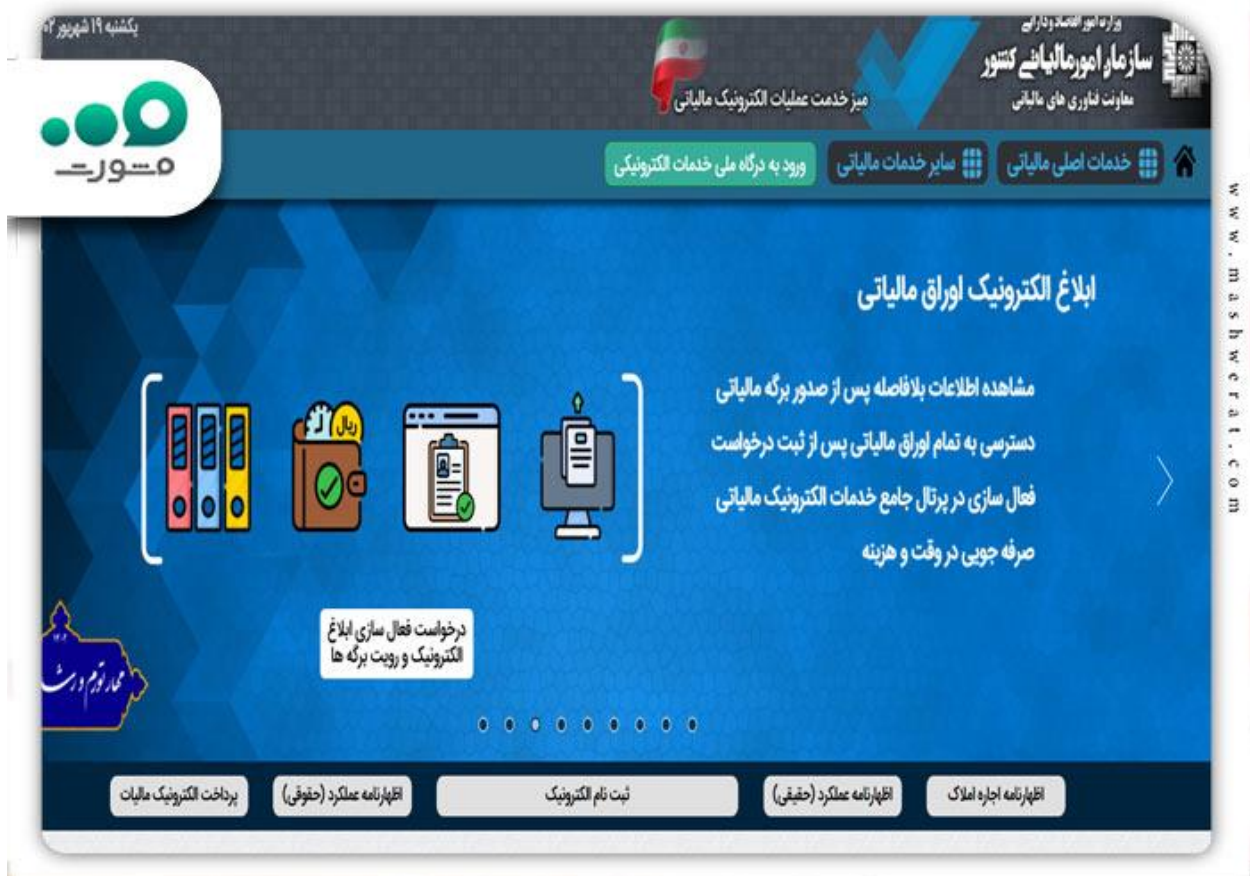 یکشنبه ۱۹ شهریور
وزارت امور اقتصاد و دارایی
سازمان امور مالیاتی کشور
معاونت فناوری های مالیاتی
میز خدمت عملیات الکترونیک مالیاتی
مشورت
خدمات اصلی مالیاتی
سایر خدمات مالیاتی
ورود به درگاه ملی خدمات الکترونیکی
ابلاغ الکترونیک اوراق مالیاتی
مشاهده اطلاعات بلافاصله پس از صدور برگه مالیاتی
دسترسی به تمام اوراق مالیاتی پس از ثبت درخواست
فعال سازی در پرتال جامع خدمات الکترونیک مالیاتی
صرفه جویی در وقت و هزینه
ریال
درخواست فعال سازی ابلاغ
الکترونیک و رویت برگه ها
۱۴۰۲
مهار تورم و
اظهارنامه اجاره املاک
اظهارنامه عملکرد (حقیقی)
ثبت نام الکترونیک
اظهارنامه عملکرد (حقوقی)
پرداخت الکترونیک مالیات
www.mashwerat.com